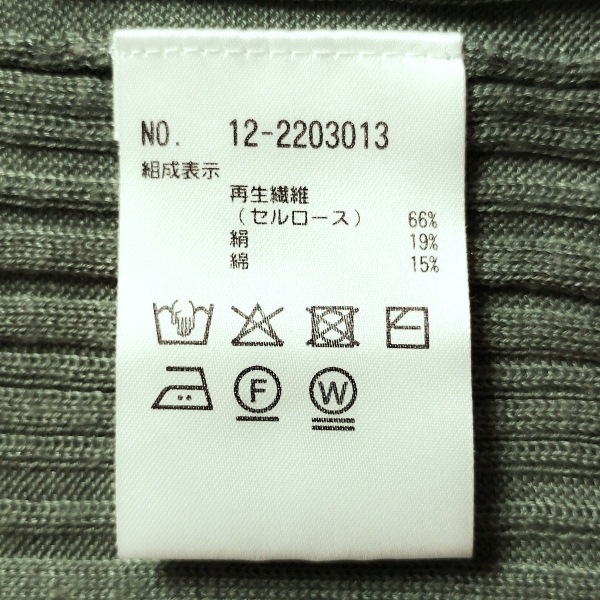 NO. 12-2203013
組成表示
再生繊維
(セルロース) 66%
絹 19%
綿 15%
F W